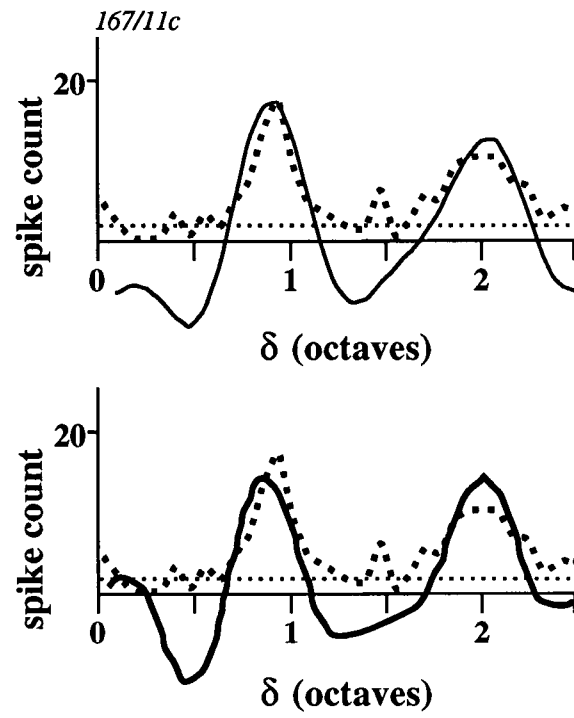 167/11c
20
spike count
0 1 2
δ (octaves)
20
spike count
0 1 2
δ (octaves)